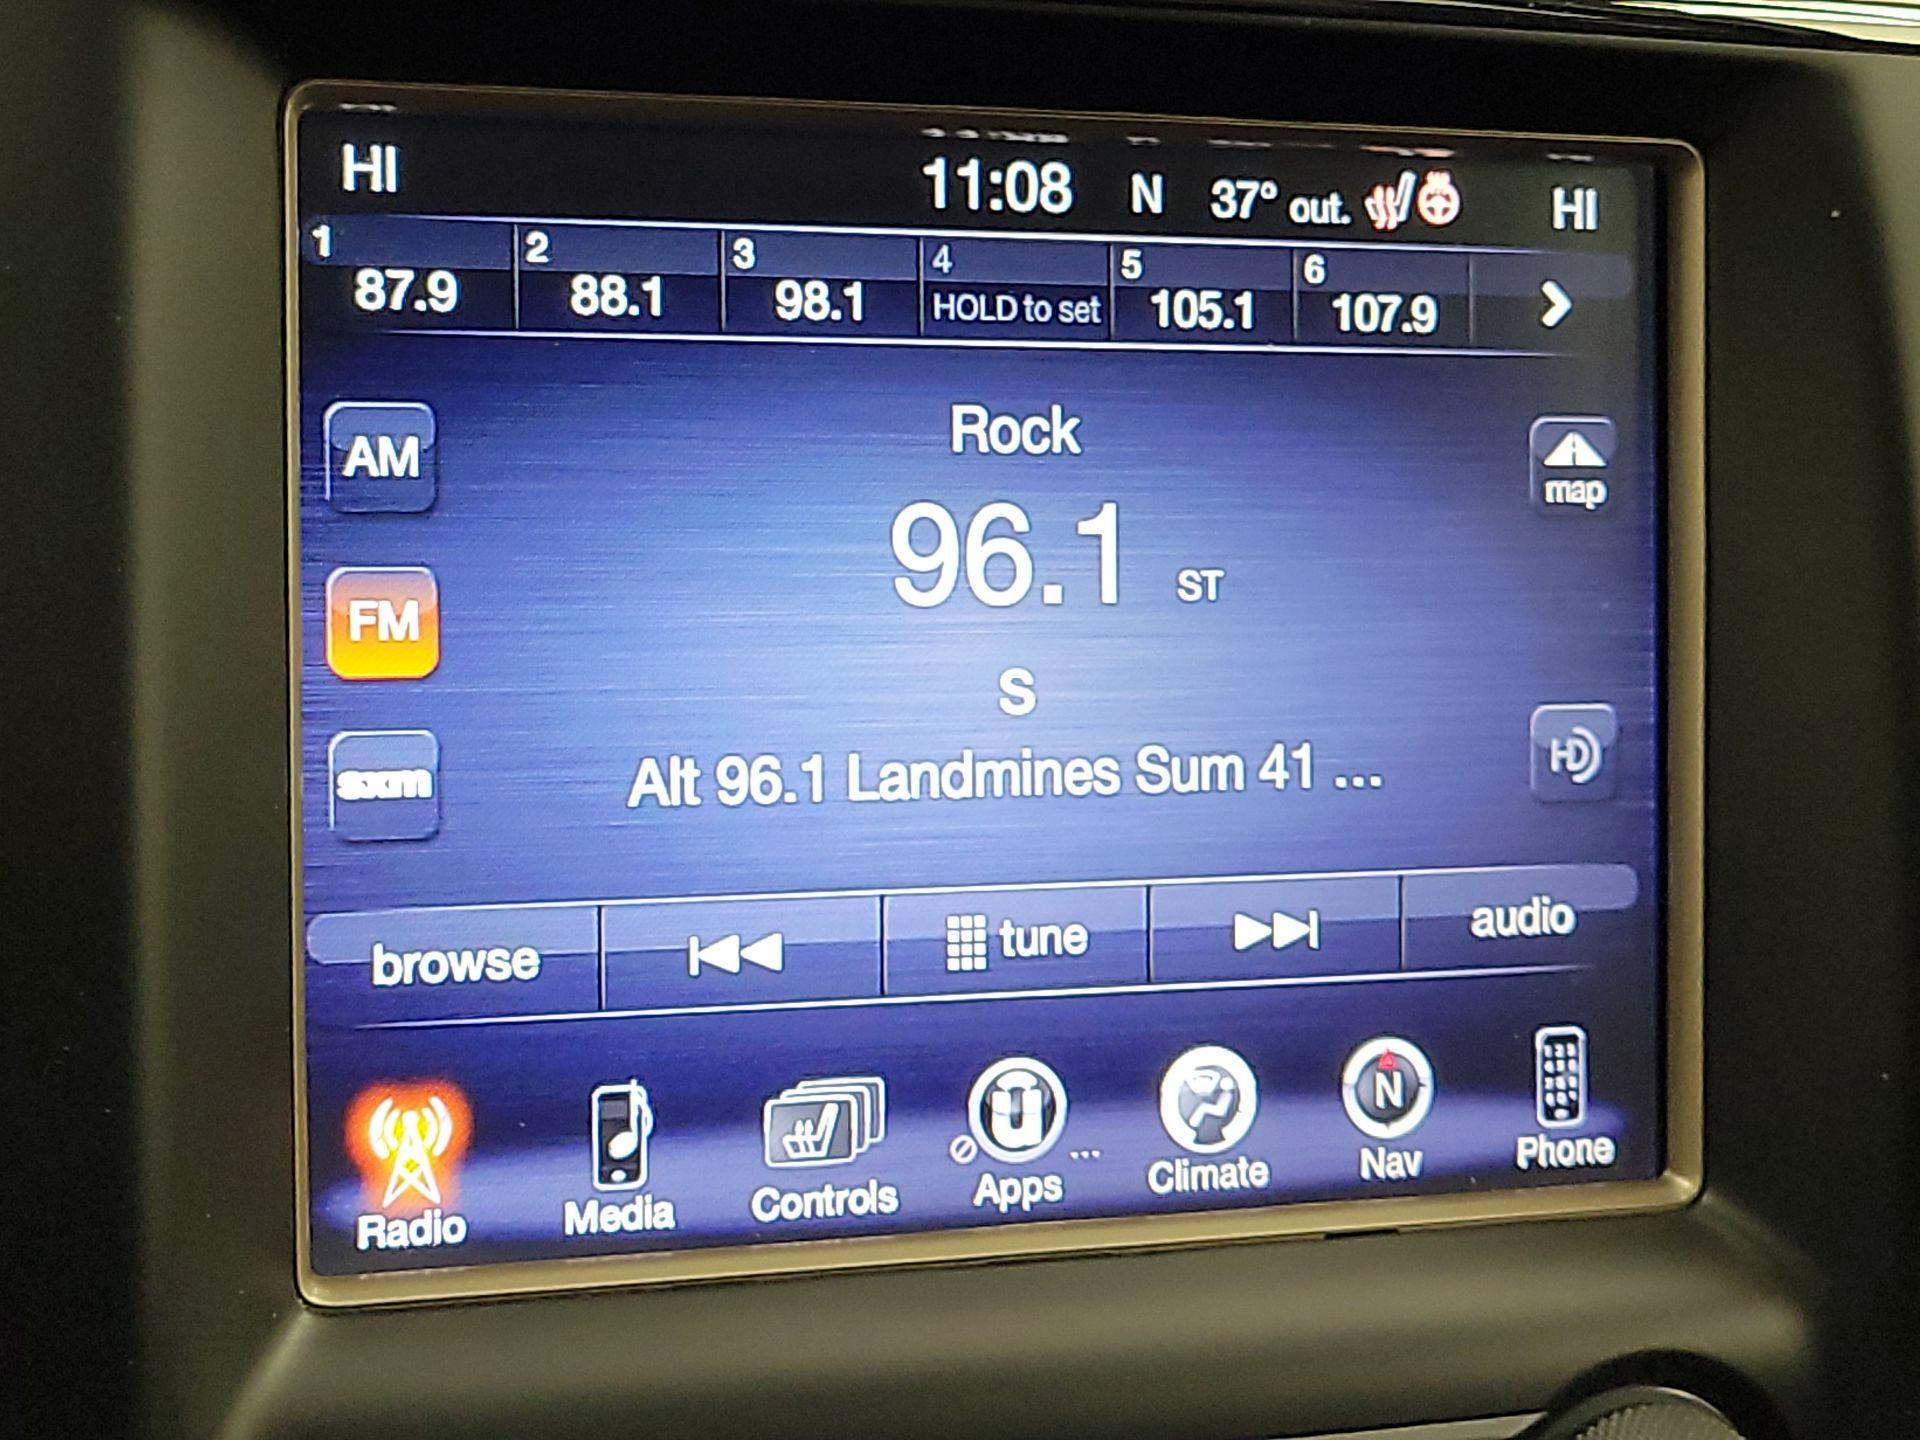 HI 11:08 N 37° out. HI
1 2 3 4 5 6
87.9 88.1 98.1 HOLD to set 105.1 107.9
Rock
AM
map
96.1 ST
FM
S
HD
sxm
Alt 96.1 Landmines Sum 41 ...
browse tune audio
N
Radio Media Controls Apps ... Climate Nav Phone